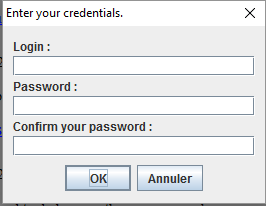 Enter your credentials.
Login :
Password :
Confirm your password :
OK Annuler